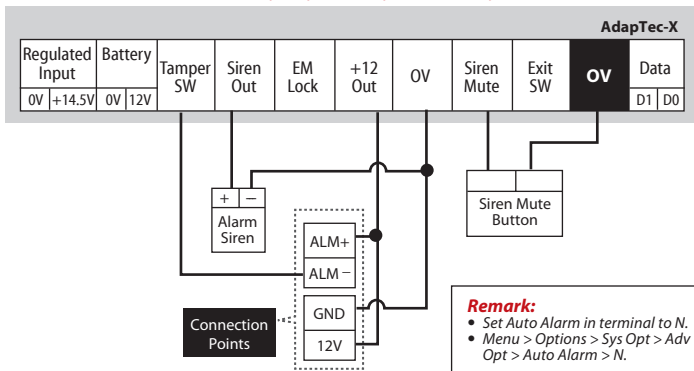 AdapTec-X
Regulated Input
0V +14.5V
Battery
0V 12V
Tamper SW
Siren Out
EM Lock
+12 Out
OV
Siren Mute
Exit SW
OV
Data
D1 D0
+ −
Alarm
Siren
Siren Mute
Button
ALM+
ALM −
GND
12V
Connection
Points
Remark:
• Set Auto Alarm in terminal to N.
• Menu > Options > Sys Opt > Adv
Opt > Auto Alarm > N.